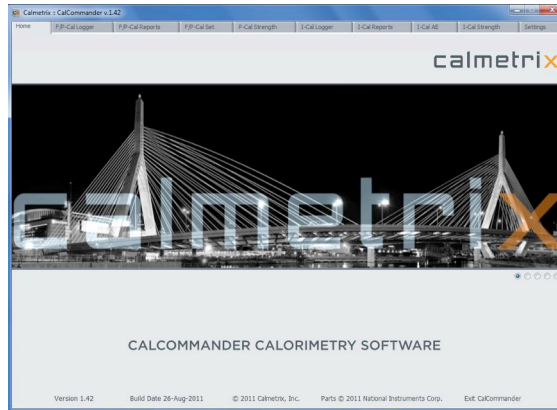 Calmetrix :: CalCommander v.1.42
Home F/P-Cal Logger F/P-Cal Reports F/P-Cal Set P-Cal Strength I-Cal Logger I-Cal Reports I-Cal AE I-Cal Strength Settings
calmetrix
calmetrix
CALCOMMANDER CALORIMETRY SOFTWARE
Version 1.42 Build Date 26-Aug-2011 © 2011 Calmetrix, Inc. Parts © 2011 National Instruments Corp. Exit CalCommander